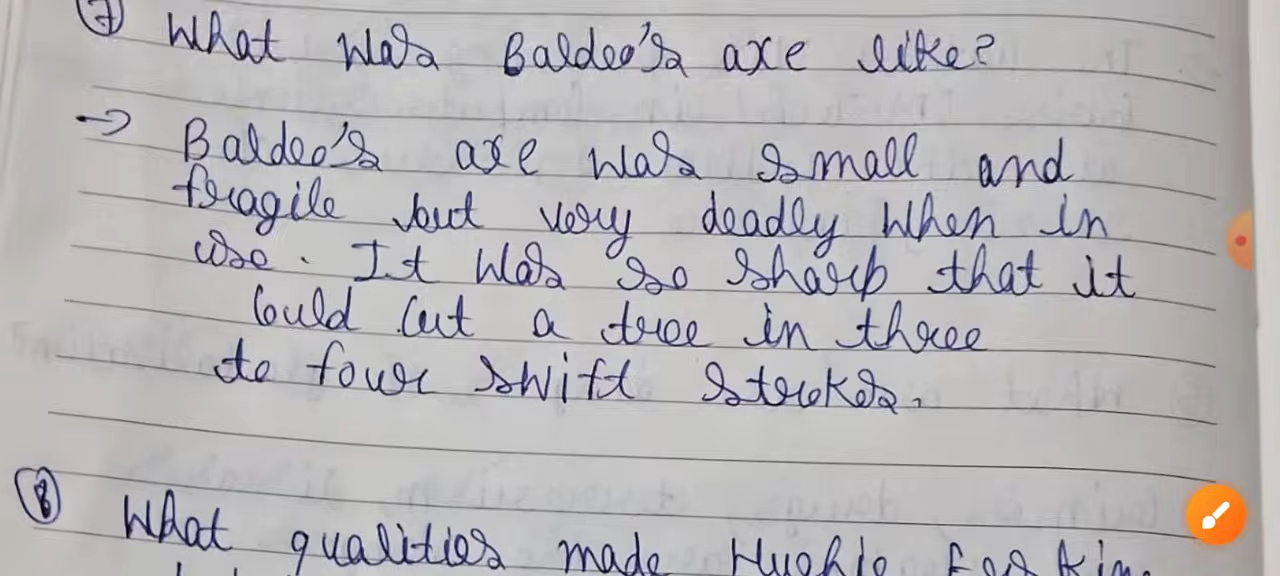 7 What was Baldeo's axe like?
→ Baldeo's axe was small and
fragile but very deadly when in
use. It was so sharp that it
could cut a tree in three
to four swift strokes.
8 What qualities made